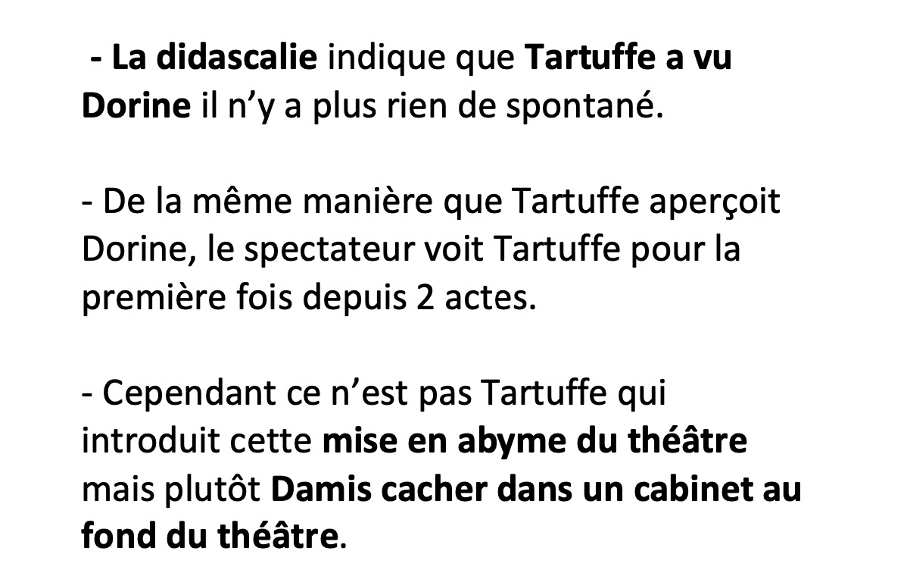 - La didascalie indique que Tartuffe a vu
Dorine il n’y a plus rien de spontané.
- De la même manière que Tartuffe aperçoit
Dorine, le spectateur voit Tartuffe pour la
première fois depuis 2 actes.
- Cependant ce n’est pas Tartuffe qui
introduit cette mise en abyme du théâtre
mais plutôt Damis cacher dans un cabinet au
fond du théâtre.